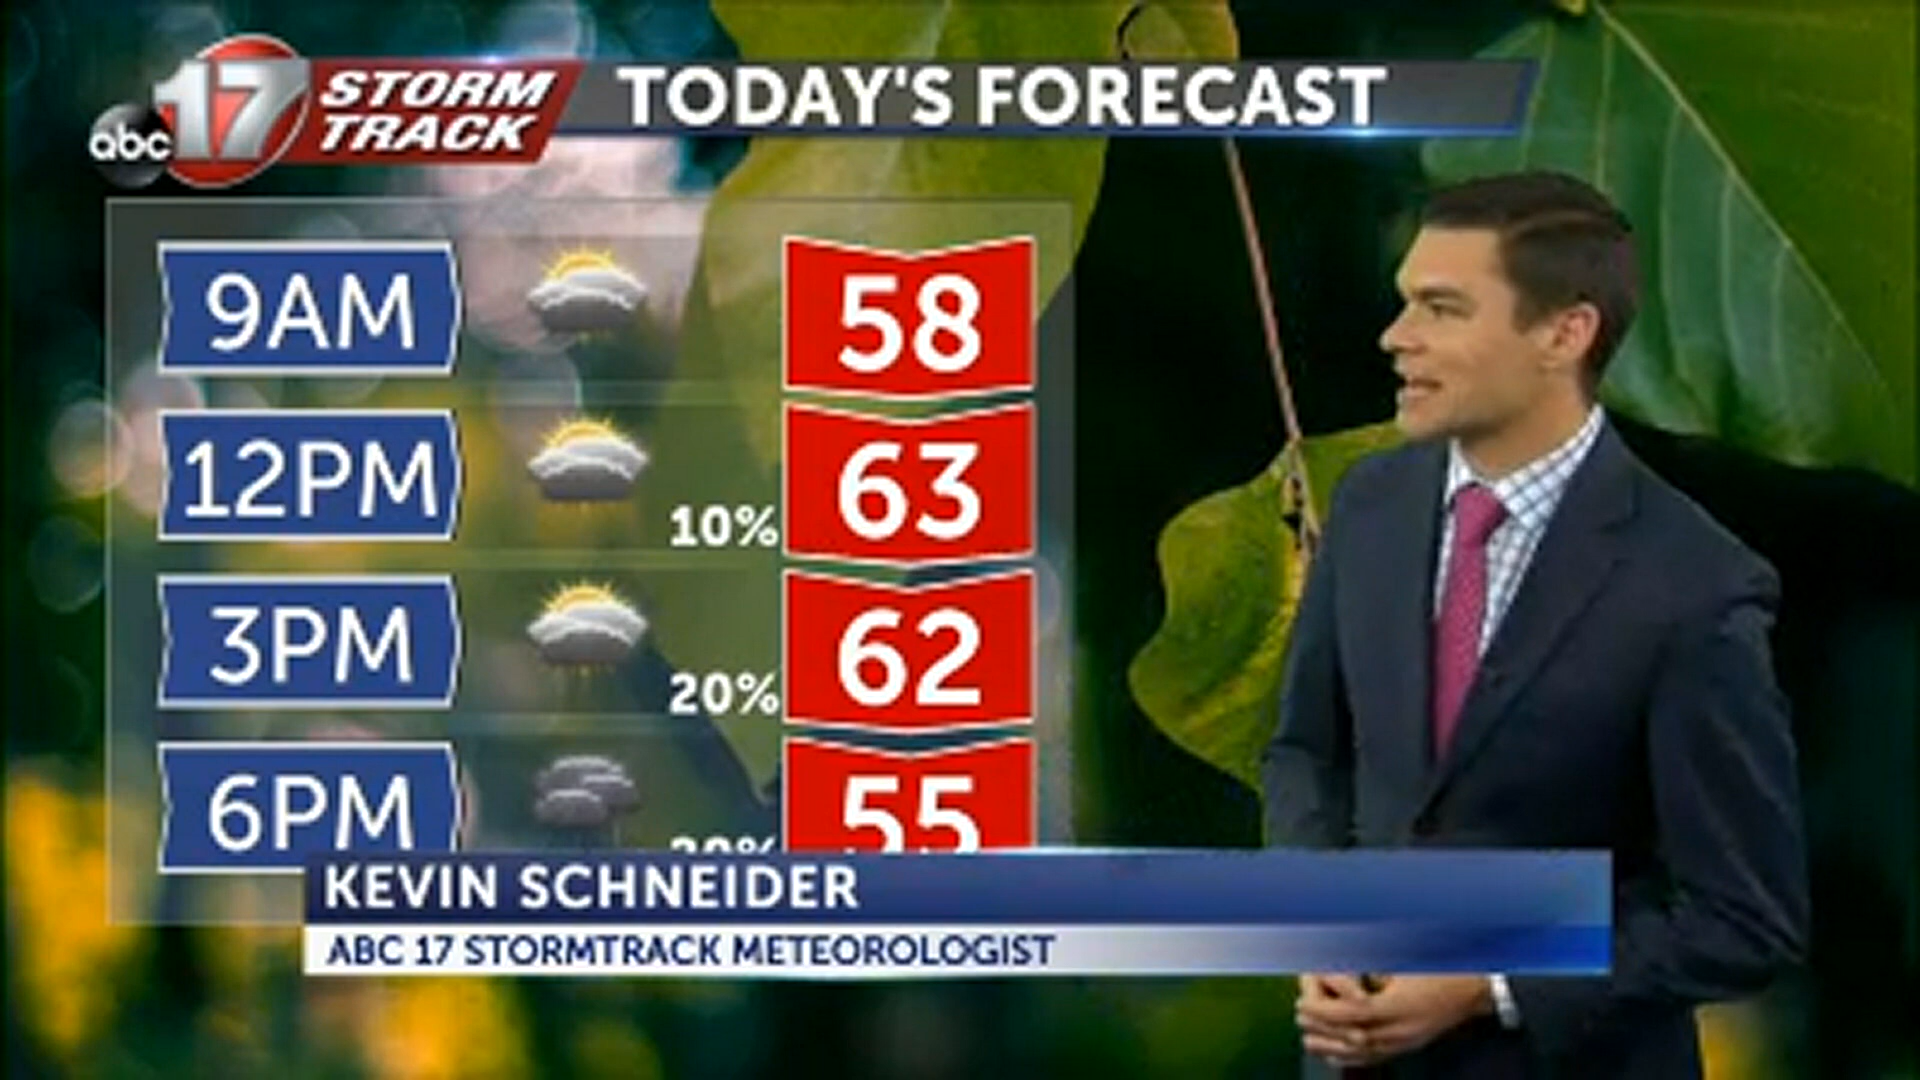 abc 17 STORM
TRACK
TODAY'S FORECAST
9AM 58
12PM 10% 63
3PM 20% 62
6PM 55
KEVIN SCHNEIDER
ABC 17 STORMTRACK METEOROLOGIST